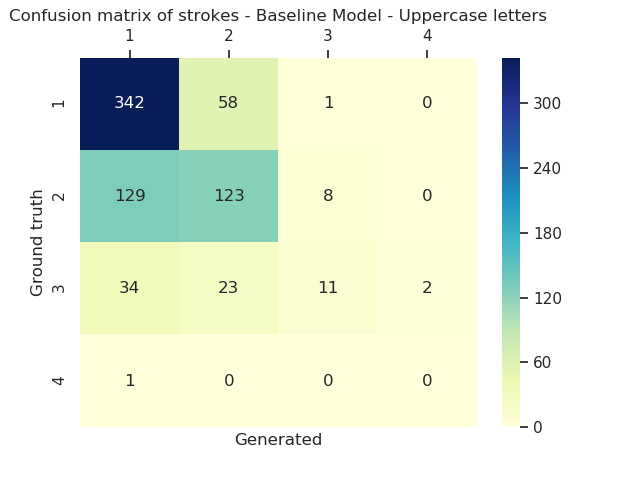 Confusion matrix of strokes - Baseline Model - Uppercase letters
1 2 3 4
1 342 58 1 0
2 129 123 8 0
3 34 23 11 2
4 1 0 0 0
Ground truth
Generated
300
240
180
120
60
0